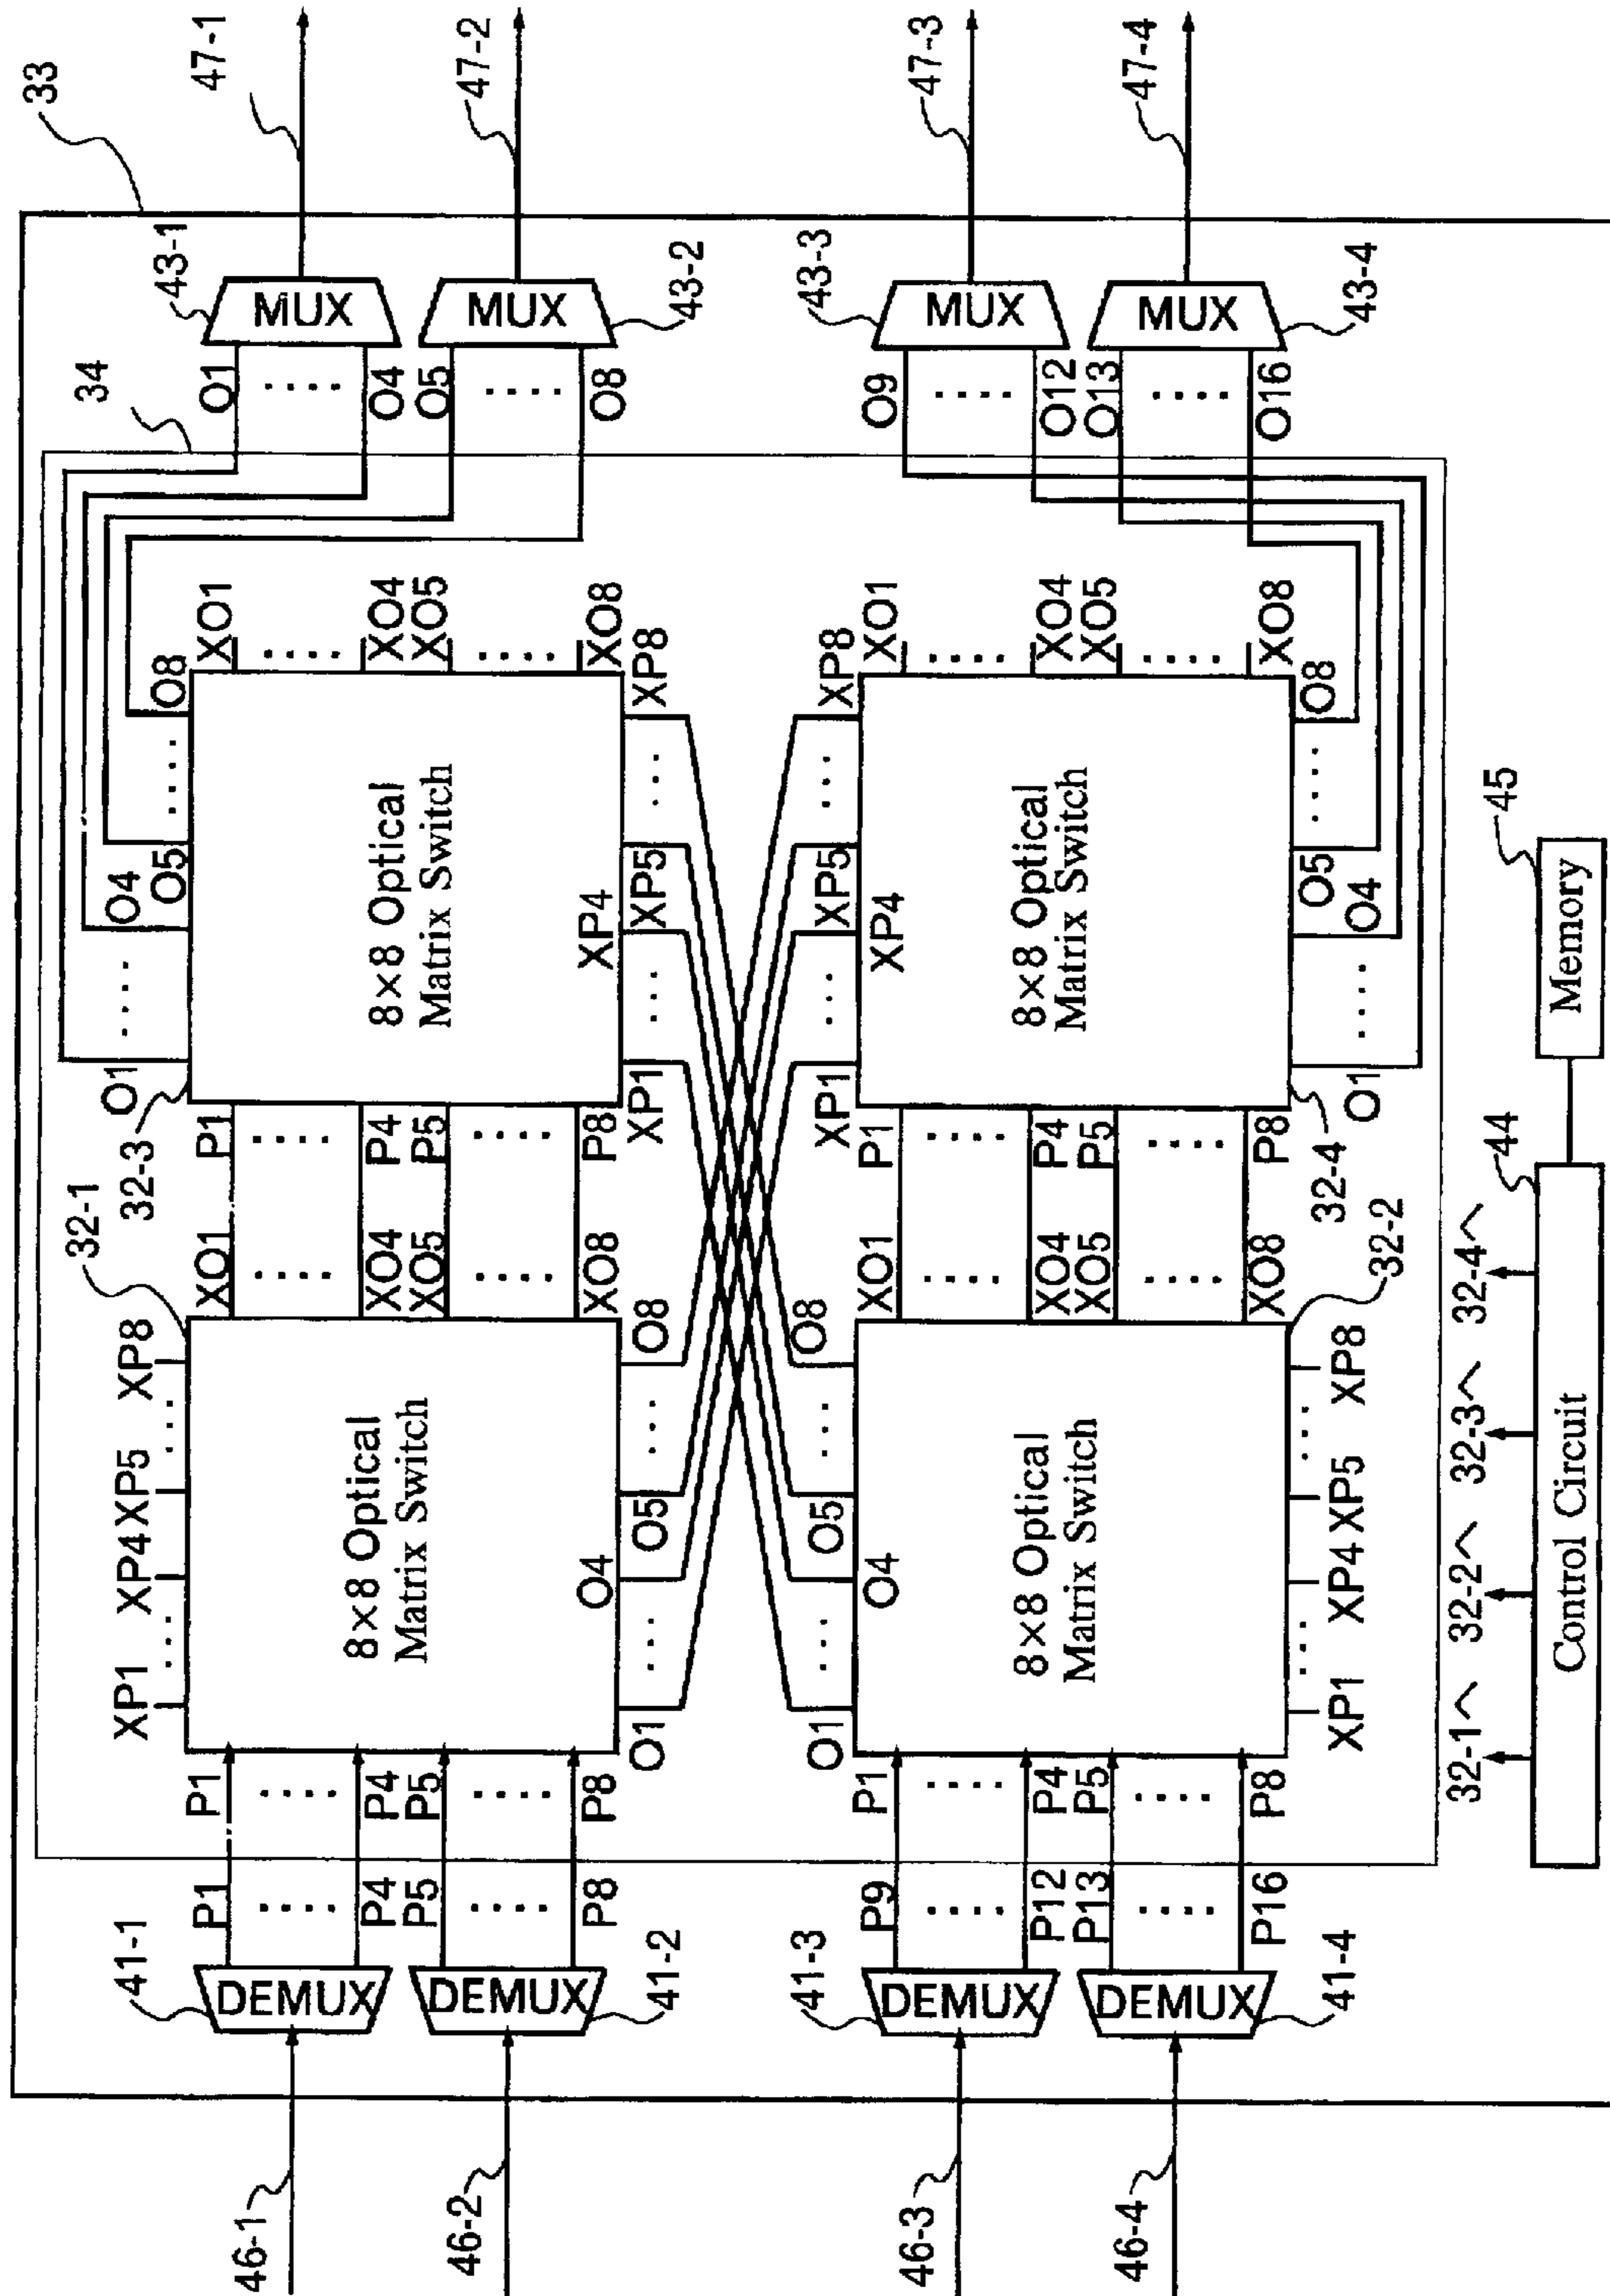 33
34
47-1
47-2
47-3
47-4
43-1
43-2
43-3
43-4
MUX
MUX
MUX
MUX
O1
....
O4
O5
....
O8
O9
....
O12
O13
....
O16
46-1
46-2
46-3
46-4
41-1
41-2
41-3
41-4
DEMUX
DEMUX
DEMUX
DEMUX
P1
....
P4
P5
....
P8
P9
....
P12
P13
....
P16
32-1
XP1 ... XP4 XP5 ... XP8
P1
....
P4
P5
....
P8
8×8 Optical
Matrix Switch
XO1
....
XO4
XO5
....
XO8
O1 ... O4 O5 ... O8
32-3
O1 .... O4 O5 .... O8
P1
....
P4
P5
....
P8
8×8 Optical
Matrix Switch
XO1
....
XO4
XO5
....
XO8
XP1 ... XP4 XP5 ... XP8
32-2
O1 ... O4 O5 ... O8
P1
....
P4
P5
....
P8
8×8 Optical
Matrix Switch
XO1
....
XO4
XO5
....
XO8
XP1 ... XP4 XP5 ... XP8
32-4
XP1 ... XP4 XP5 ... XP8
P1
....
P4
P5
....
P8
8×8 Optical
Matrix Switch
XO1
....
XO4
XO5
....
XO8
O1 .... O4 O5 .... O8
32-1へ 32-2へ 32-3へ 32-4へ
44
Control Circuit
45
Memory